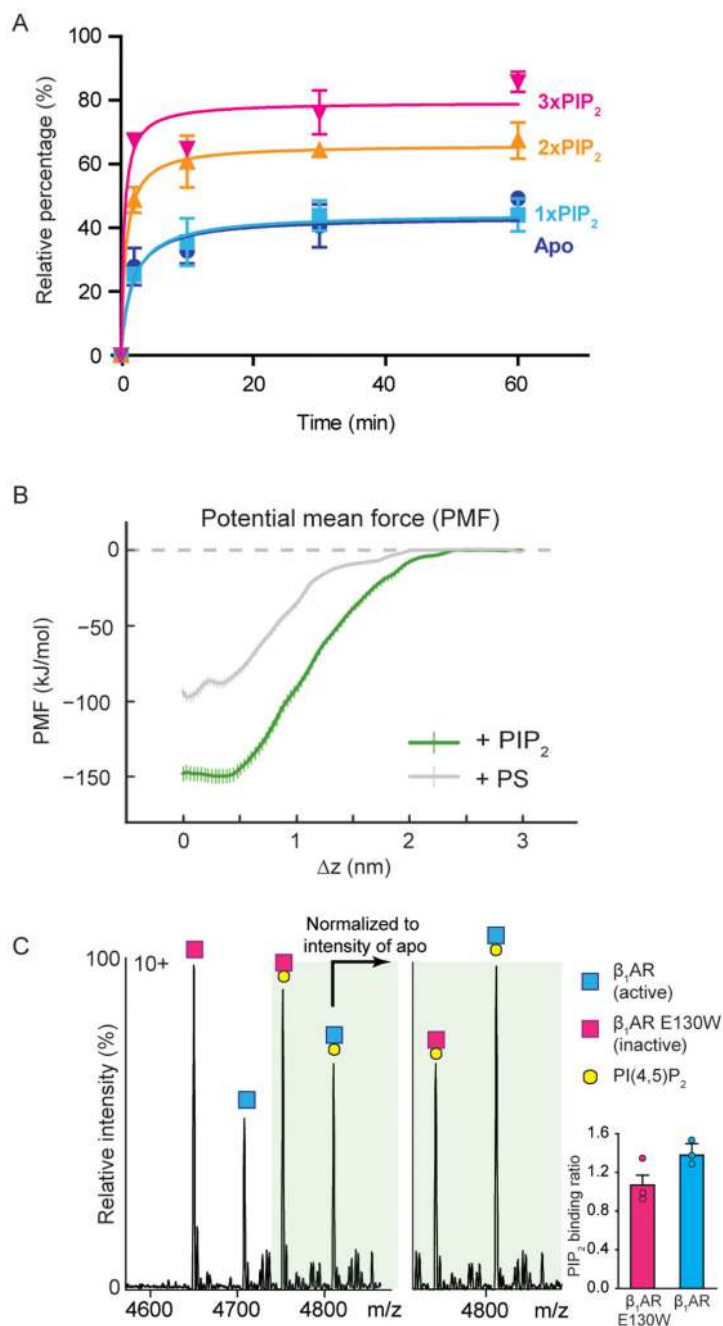 A
Relative percentage (%)
100
80
60
40
20
0
0
20
40
60
Time (min)
3xPIP₂
2xPIP₂
1xPIP₂
Apo
B
Potential mean force (PMF)
PMF (kJ/mol)
0
−50
−100
−150
0
1
2
3
Δz (nm)
+ PIP₂
+ PS
C
Normalized to
intensity of apo
Relative intensity (%)
100
10+
0
4600
4700
4800
m/z
4800
m/z
β₁AR
(active)
β₁AR E130W
(inactive)
PI(4,5)P₂
PIP₂ binding ratio
1.6
1.2
0.8
0.4
0.0
β₁AR
E130W
β₁AR